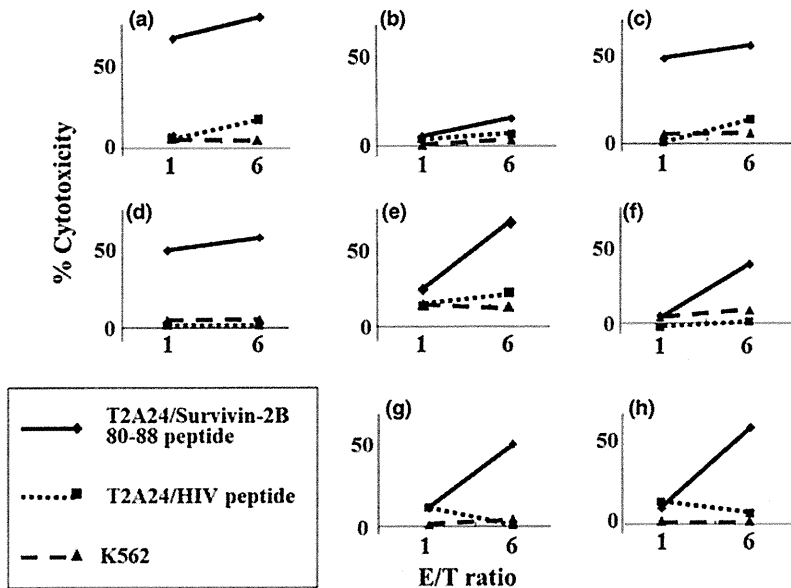 (a)
(b)
(c)
50
50
50
0
0
0
1 6
1 6
1 6
% Cytotoxicity
(d)
(e)
(f)
50
50
50
0
0
0
1 6
1 6
1 6
T2A24/Survivin-2B
80-88 peptide
T2A24/HIV peptide
K562
(g)
(h)
50
50
0
0
1 6
1 6
E/T ratio